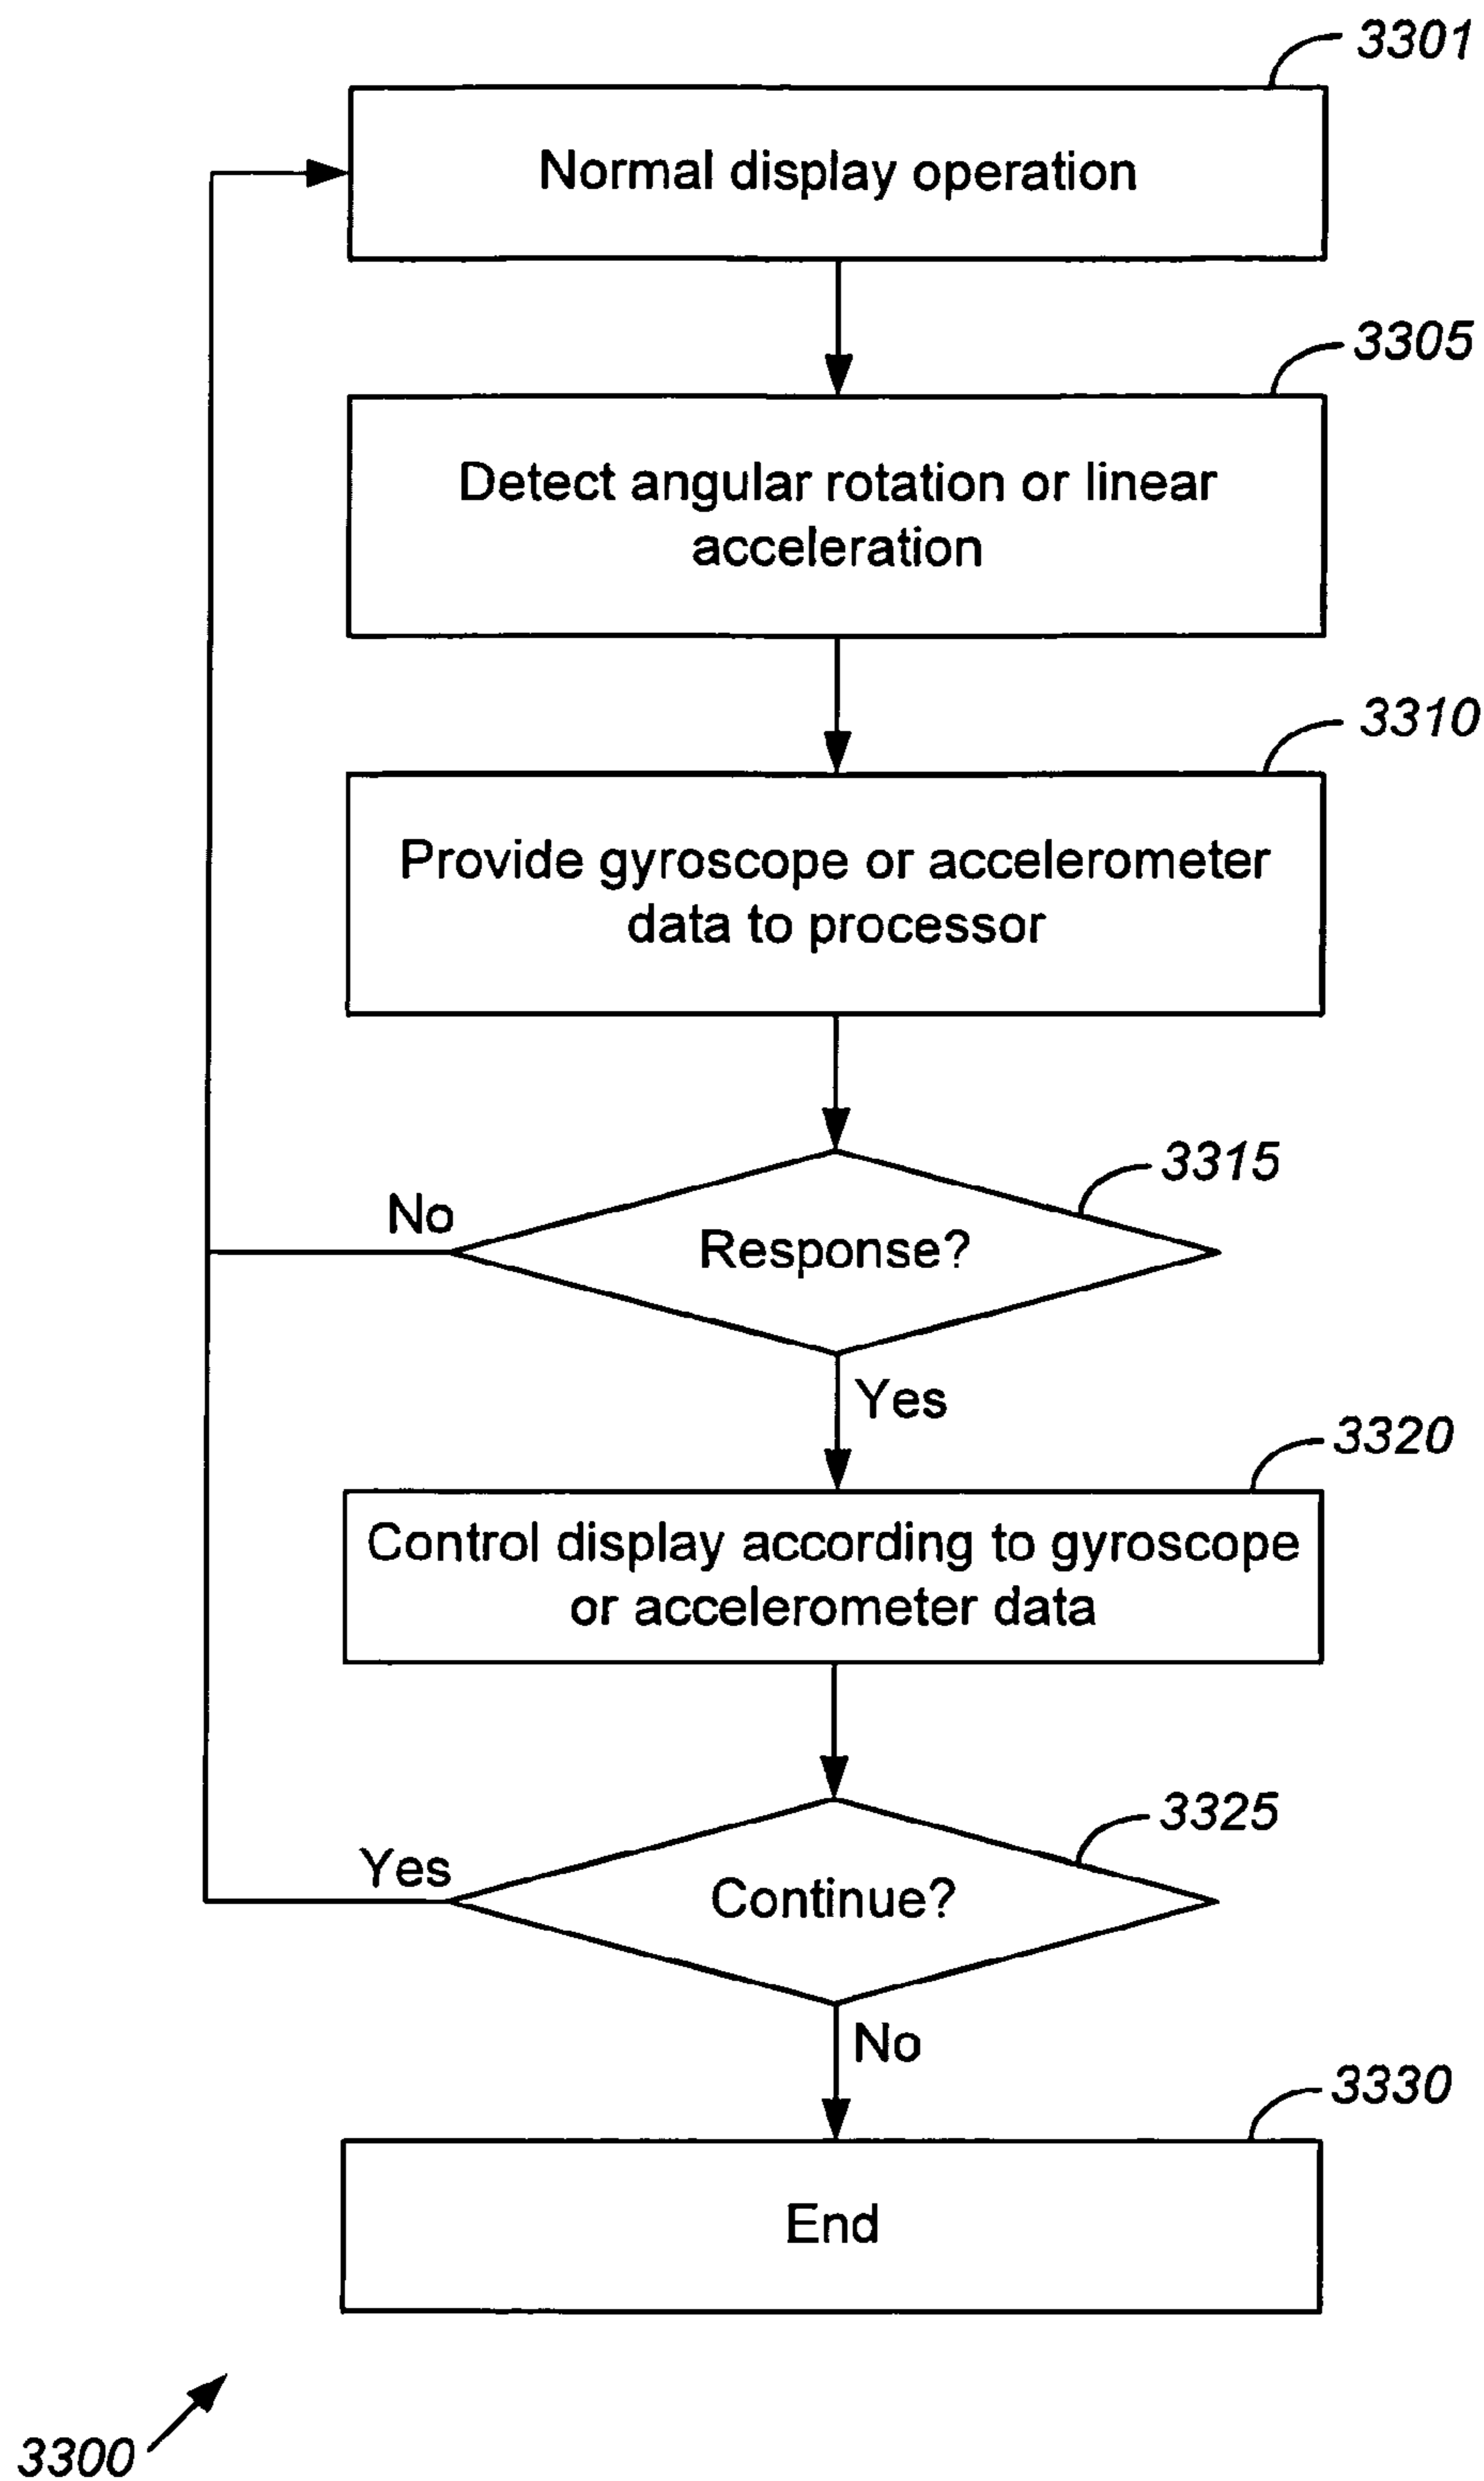 3301
Normal display operation
3305
Detect angular rotation or linear
acceleration
3310
Provide gyroscope or accelerometer
data to processor
3315
No
Response?
Yes
3320
Control display according to gyroscope
or accelerometer data
3325
Yes
Continue?
No
3330
End
3300